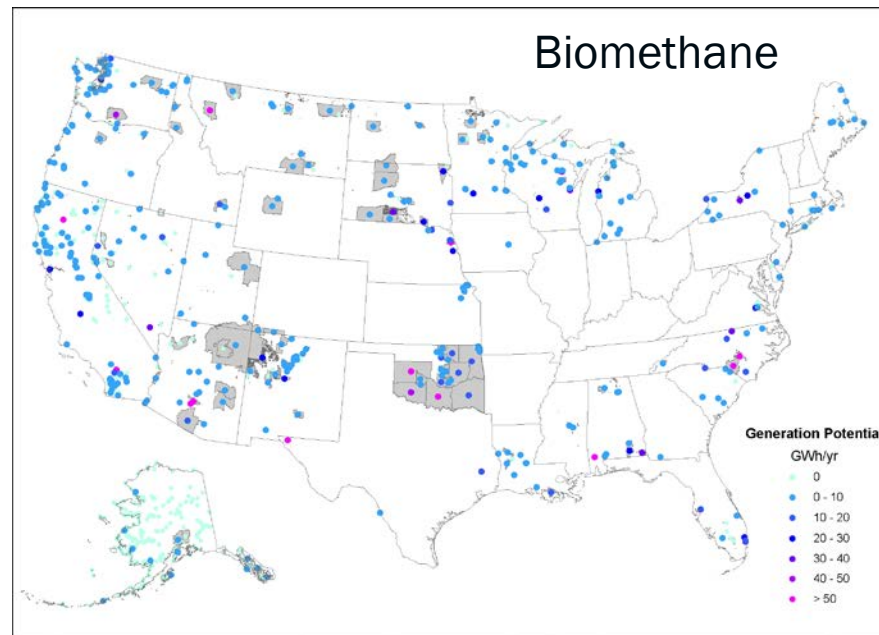 Biomethane
Generation Potentia
GWh/yr
0
0 - 10
10 - 20
20 - 30
30 - 40
40 - 50
> 50